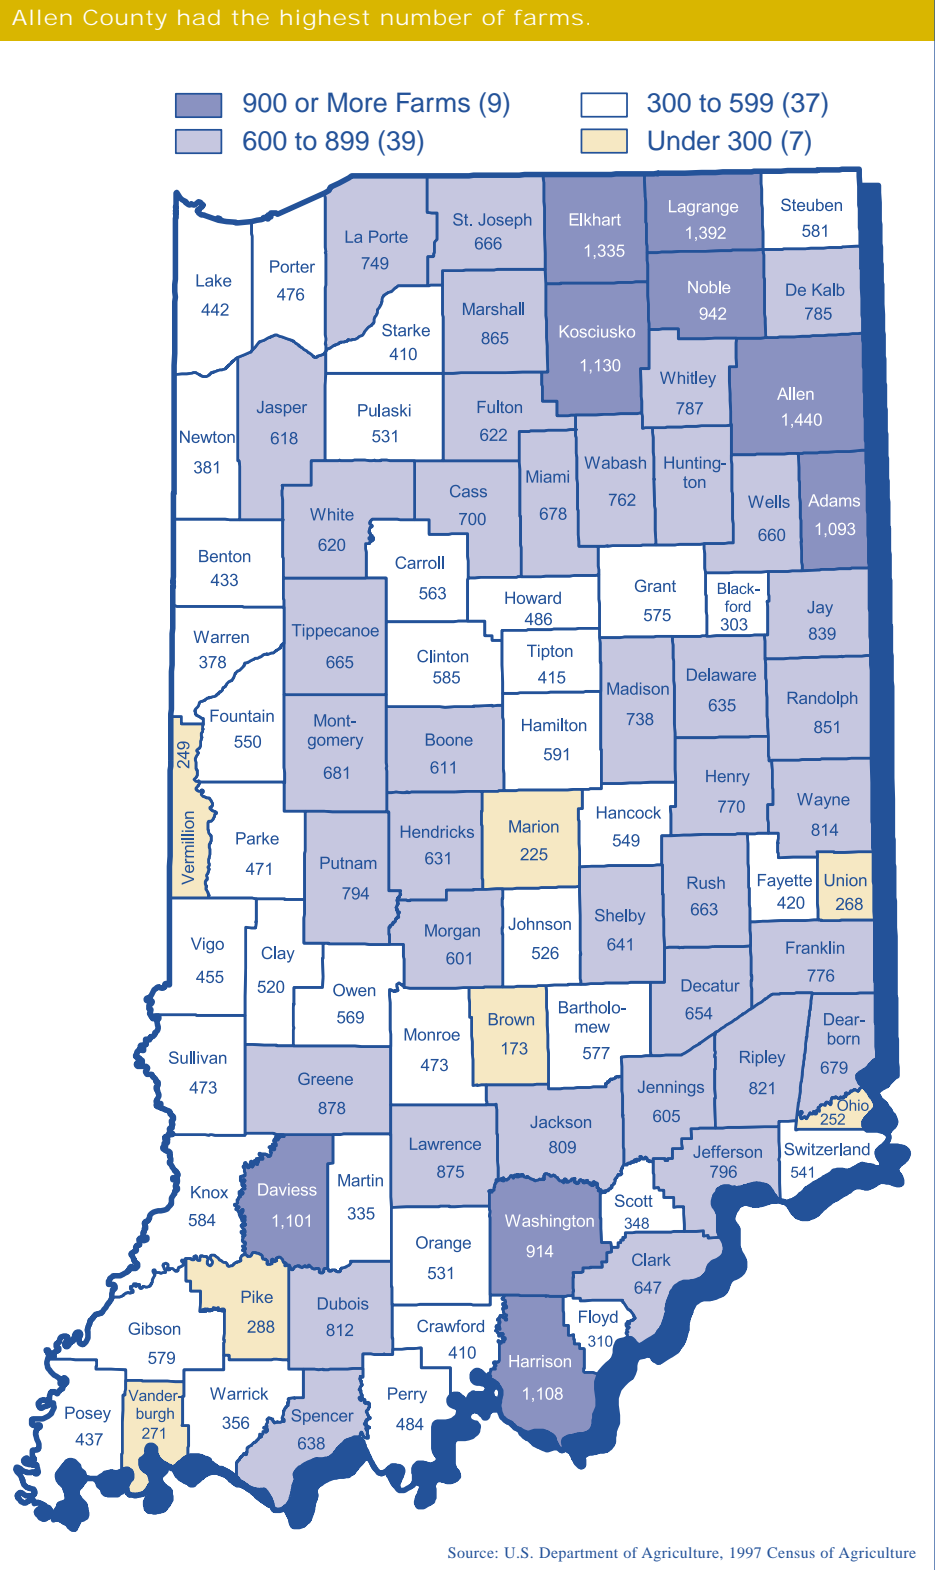 Allen County had the highest number of farms.
900 or More Farms (9)
300 to 599 (37)
600 to 899 (39)
Under 300 (7)
Lake
442
Porter
476
La Porte
749
St. Joseph
666
Elkhart
1,335
Lagrange
1,392
Steuben
581
Noble
942
De Kalb
785
Starke
410
Marshall
865
Kosciusko
1,130
Whitley
787
Allen
1,440
Newton
381
Jasper
618
Pulaski
531
Fulton
622
Miami
678
Wabash
762
Hunting-
ton
Wells
660
Adams
1,093
White
620
Cass
700
Benton
433
Carroll
563
Howard
486
Grant
575
Black-
ford
303
Jay
839
Warren
378
Tippecanoe
665
Clinton
585
Tipton
415
Madison
738
Delaware
635
Randolph
851
Fountain
550
Mont-
gomery
681
Boone
611
Hamilton
591
Henry
770
Wayne
814
Vermillion
249
Parke
471
Putnam
794
Hendricks
631
Marion
225
Hancock
549
Rush
663
Fayette
420
Union
268
Vigo
455
Clay
520
Owen
569
Morgan
601
Johnson
526
Shelby
641
Franklin
776
Decatur
654
Sullivan
473
Greene
878
Monroe
473
Brown
173
Bartholo-
mew
577
Jennings
605
Ripley
821
Dear-
born
679
Ohio
252
Knox
584
Daviess
1,101
Martin
335
Lawrence
875
Jackson
809
Jefferson
796
Switzerland
541
Scott
348
Orange
531
Washington
914
Clark
647
Gibson
579
Pike
288
Dubois
812
Crawford
410
Floyd
310
Harrison
1,108
Posey
437
Vander-
burgh
271
Warrick
356
Spencer
638
Perry
484
Source: U.S. Department of Agriculture, 1997 Census of Agriculture